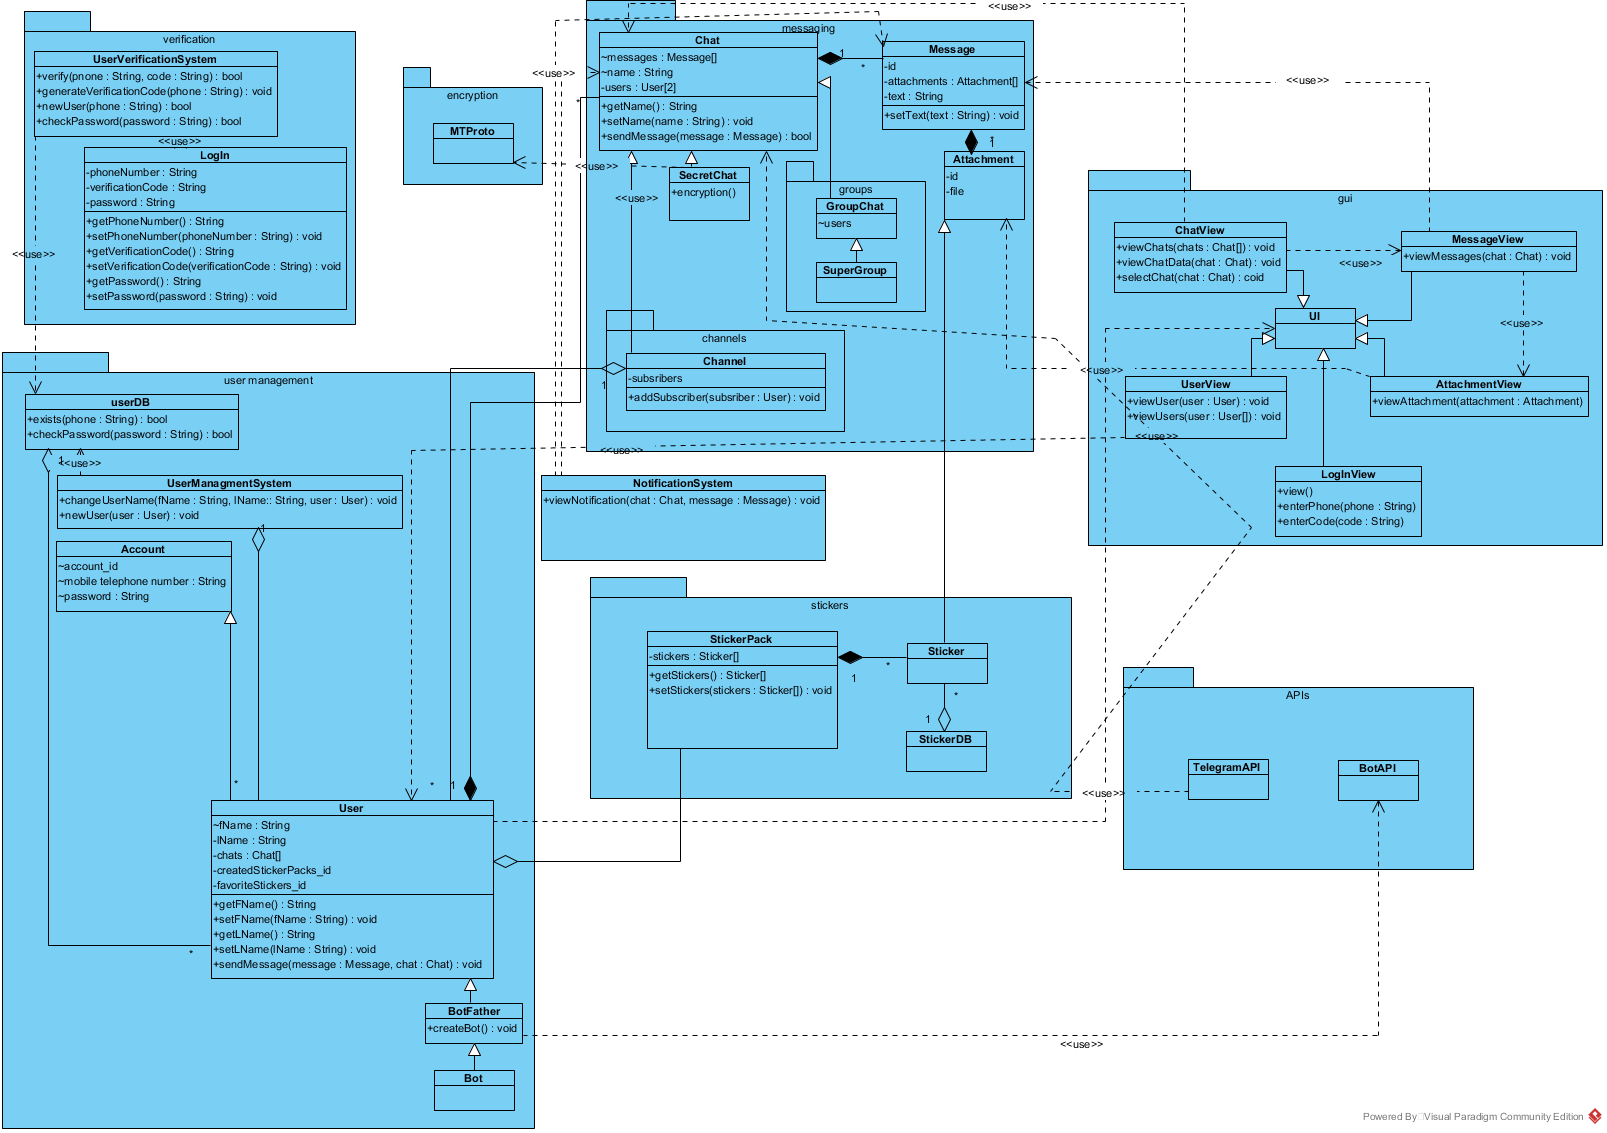 verification
UserVerificationSystem
+verify(pnone : String, code : String) : bool
+generateVerificationCode(phone : String) : void
+newUser(phone : String) : bool
+checkPassword(password : String) : bool
<<use>>
LogIn
-phoneNumber : String
-verificationCode : String
-password : String
+getPhoneNumber() : String
+setPhoneNumber(phoneNumber : String) : void
+getVerificationCode() : String
+setVerificationCode(verificationCode : String) : void
+getPassword() : String
+setPassword(password : String) : void
<<use>>
encryption
MTProto
<<use>>
<<use>>
messaging
Chat
~messages : Message[]
~name : String
-users : User[2]
+getName() : String
+setName(name : String) : void
+sendMessage(message : Message) : bool
1
*
*
Message
-id
-attachments : Attachment[]
-text : String
+setText(text : String) : void
*
1
Attachment
-id
-file
<<use>>
<<use>>
<<use>>
SecretChat
+encryption()
groups
GroupChat
~users
SuperGroup
channels
Channel
-subsribers
+addSubscriber(subsriber : User) : void
1
gui
ChatView
+viewChats(chats : Chat[]) : void
+viewChatData(chat : Chat) : void
+selectChat(chat : Chat) : coid
<<use>>
MessageView
+viewMessages(chat : Chat) : void
<<use>>
UI
<<use>>
UserView
+viewUser(user : User) : void
+viewUsers(user : User[]) : void
<<use>>
AttachmentView
+viewAttachment(attachment : Attachment)
LogInView
+view()
+enterPhone(phone : String)
+enterCode(code : String)
user management
userDB
+exists(phone : String) : bool
+checkPassword(password : String) : bool
1
<<use>>
UserManagmentSystem
+changeUserName(fName : String, lName:: String, user : User) : void
+newUser(user : User) : void
1
Account
~account_id
~mobile telephone number : String
~password : String
<<use>>
NotificationSystem
+viewNotification(chat : Chat, message : Message) : void
*
*
1
User
~fName : String
-lName : String
-chats : Chat[]
-createdStickerPacks_id
-favoriteStickers_id
+getFName() : String
+setFName(fName : String) : void
+getLName() : String
+setLName(lName : String) : void
+sendMessage(message : Message, chat : Chat) : void
*
BotFather
+createBot() : void
Bot
<<use>>
stickers
StickerPack
-stickers : Sticker[]
+getStickers() : Sticker[]
+setStickers(stickers : Sticker[]) : void
1
*
Sticker
*
1
StickerDB
APIs
TelegramAPI
BotAPI
<<use>>
Powered By Visual Paradigm Community Edition